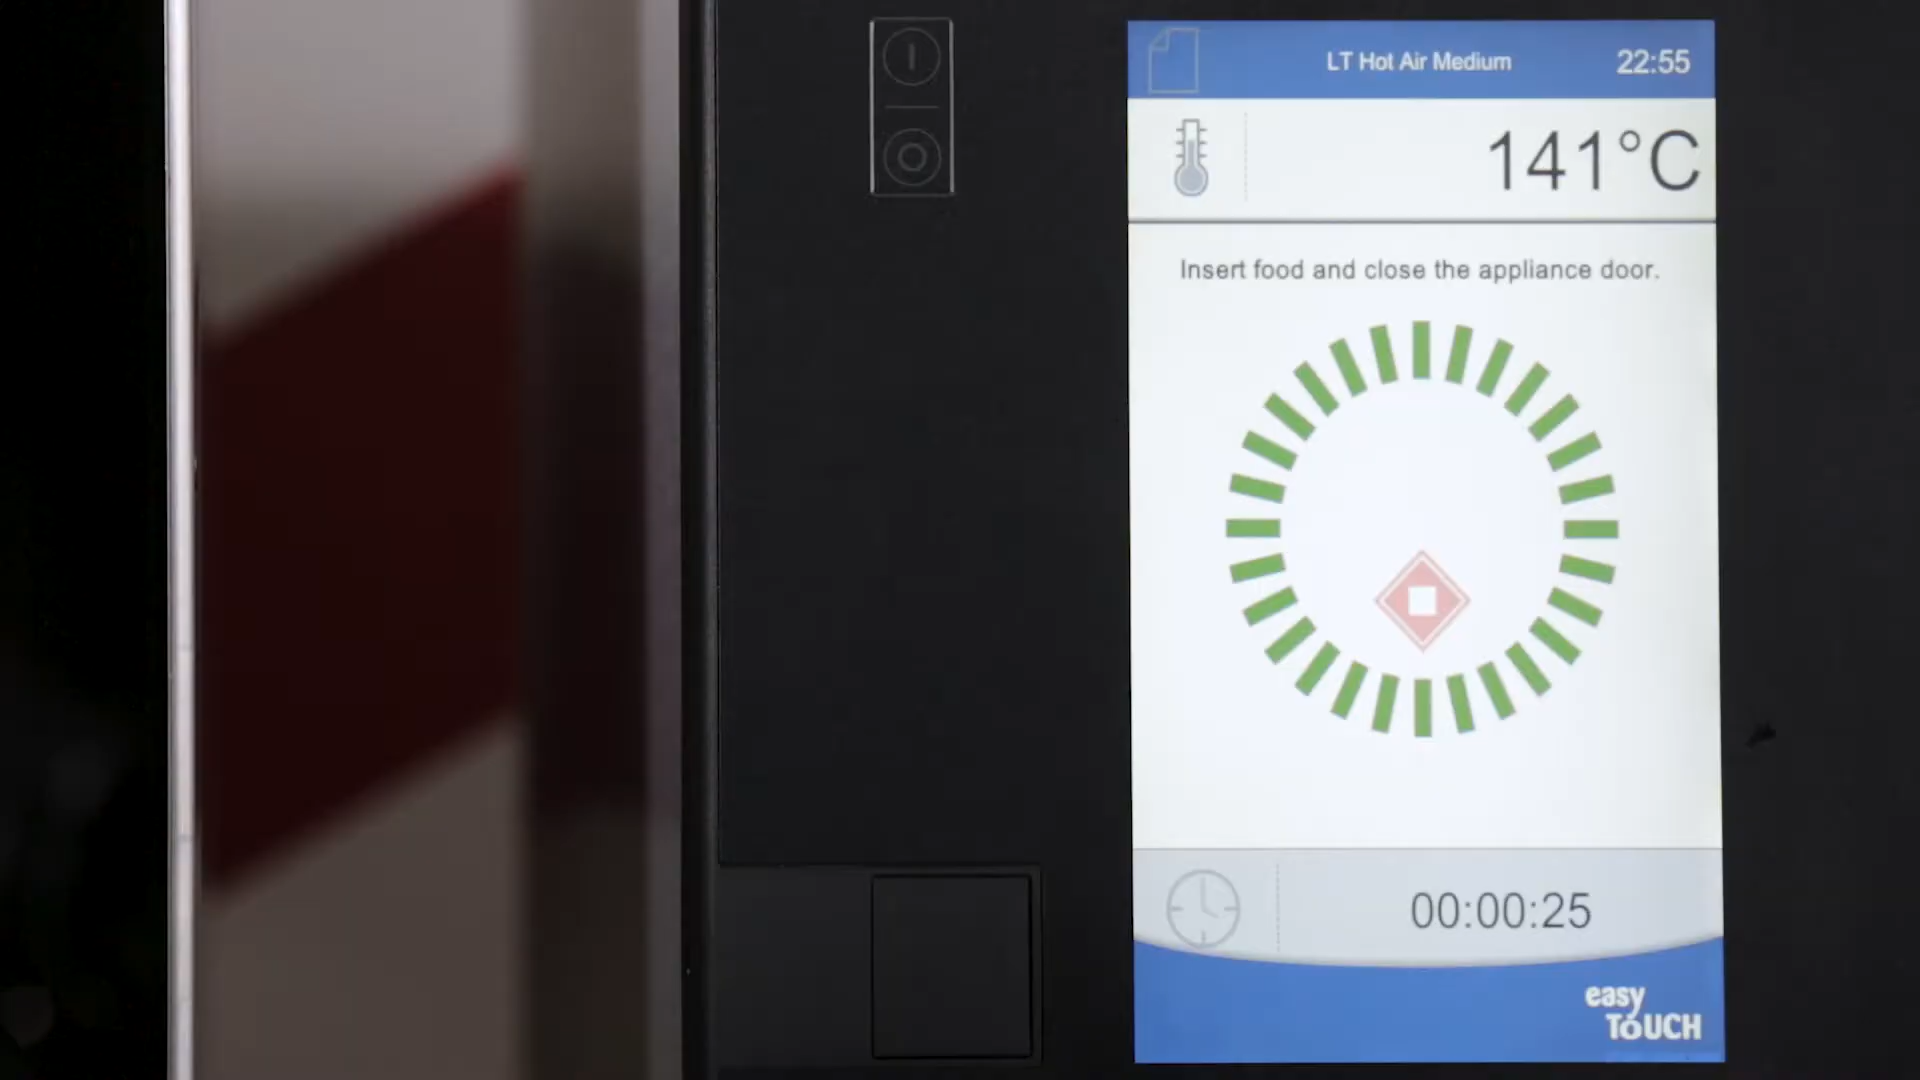 LT Hot Air Medium
22:55
141°C
Insert food and close the appliance door.
00:00:25
easy
ToUCH